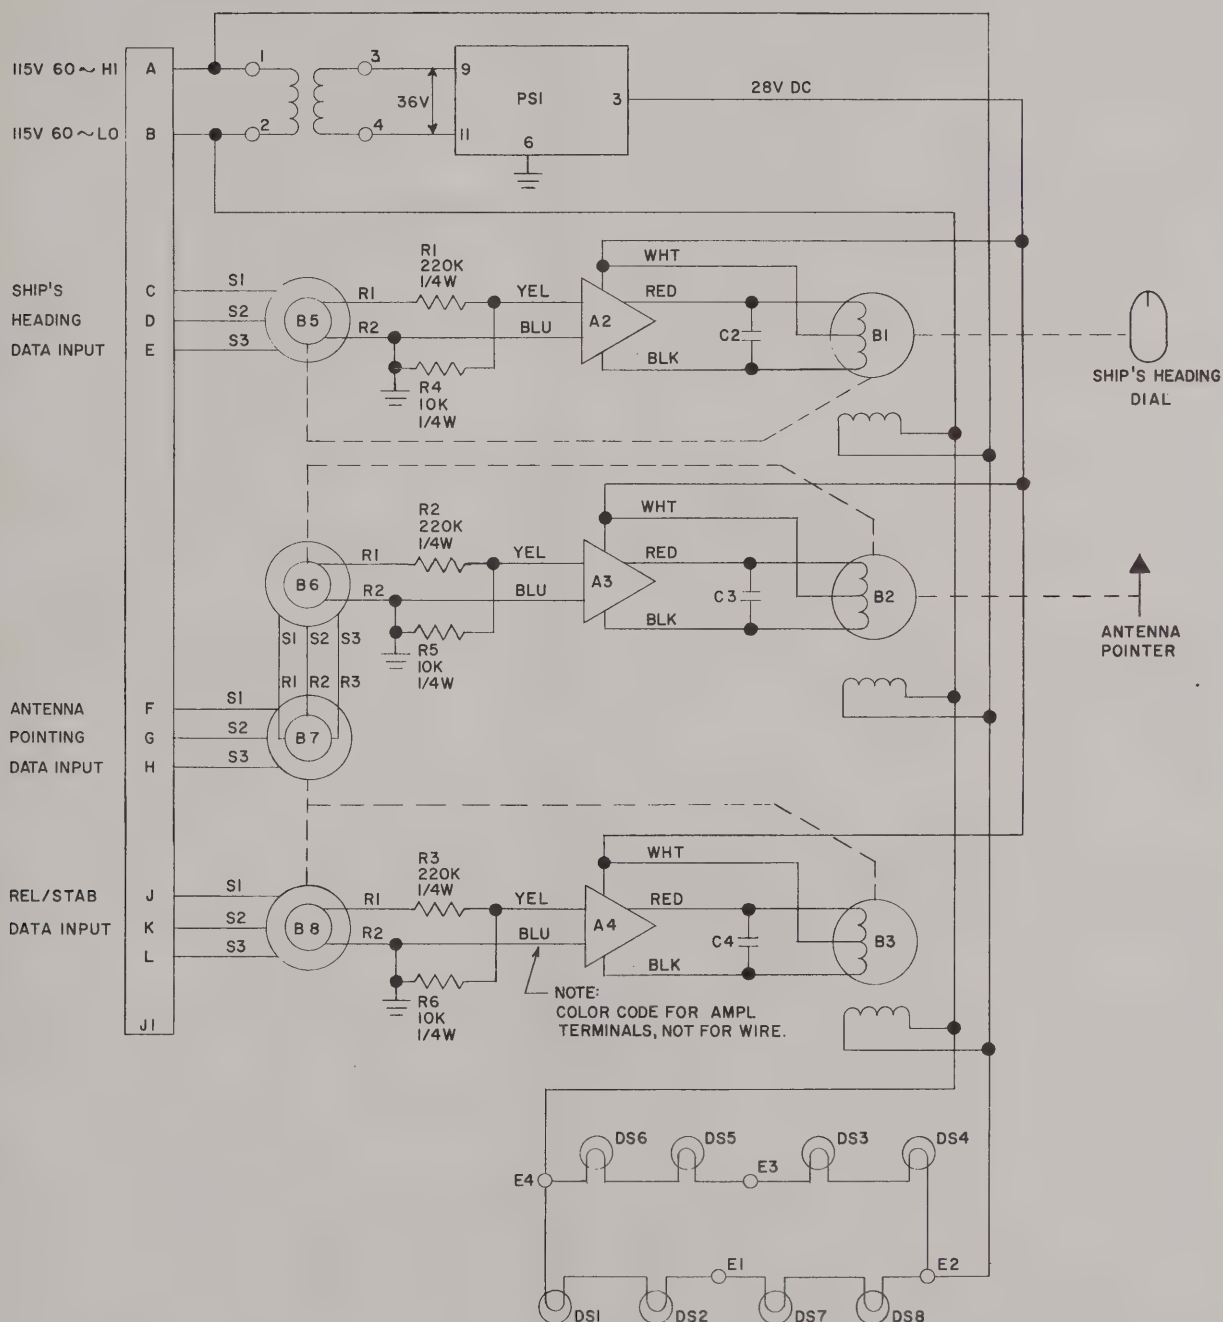 115V 60~ HI
A
1
3
9
PS1
3
28V DC
36V
115V 60~ LO
B
2
4
11
6
SHIP'S
HEADING
DATA INPUT
C
D
E
S1
S2
S3
B5
R1
R2
R1
220K
1/4W
R4
10K
1/4W
YEL
BLU
A2
WHT
RED
BLK
C2
B1
SHIP'S HEADING
DIAL
B6
R1
R2
R2
220K
1/4W
R5
10K
1/4W
YEL
BLU
A3
WHT
RED
BLK
C3
B2
ANTENNA
POINTER
S1 S2 S3
R1 R2 R3
ANTENNA
POINTING
DATA INPUT
F
G
H
S1
S2
S3
B7
REL/STAB
DATA INPUT
J
K
L
S1
S2
S3
B8
R1
R2
R3
220K
1/4W
R6
10K
1/4W
YEL
BLU
A4
WHT
RED
BLK
C4
B3
NOTE:
COLOR CODE FOR AMPL
TERMINALS, NOT FOR WIRE.
J1
DS6
DS5
DS3
DS4
E4
E3
E1
E2
DS1
DS2
DS7
DS8